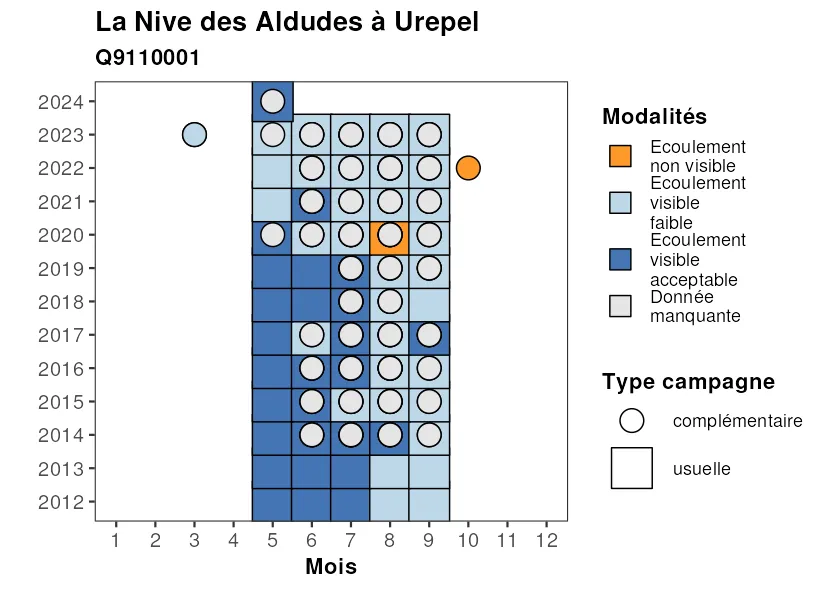 La Nive des Aldudes à Urepel
Q9110001
2024
2023
2022
2021
2020
2019
2018
2017
2016
2015
2014
2013
2012
1 2 3 4 5 6 7 8 9 10 11 12
Mois
Modalités
Ecoulement
non visible
Ecoulement
visible
faible
Ecoulement
visible
acceptable
Donnée
manquante
Type campagne
complémentaire
usuelle